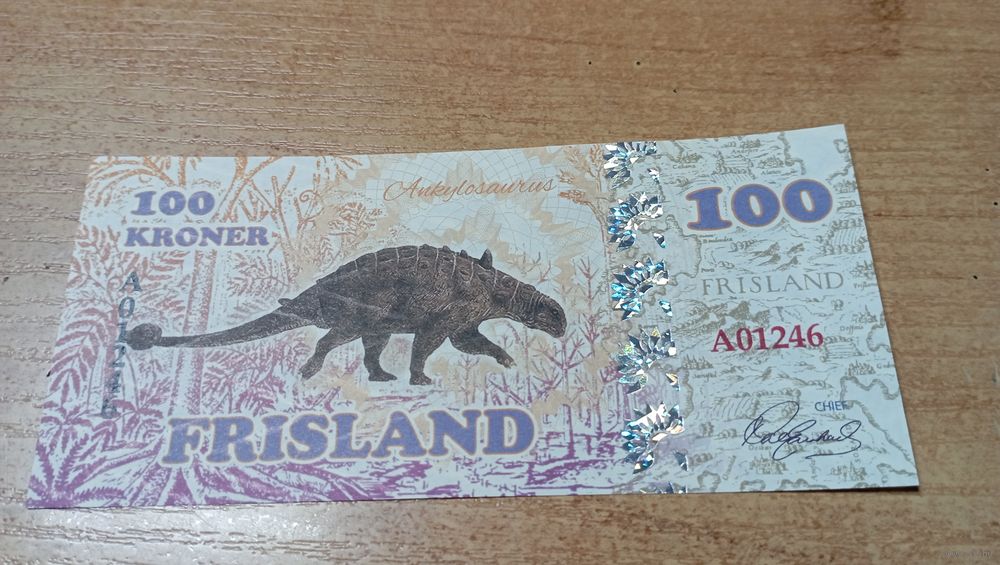 100
KRONER
Ankylosaurus
FRISLAND
100
FRISLAND
A01246
CHIEF
A01246